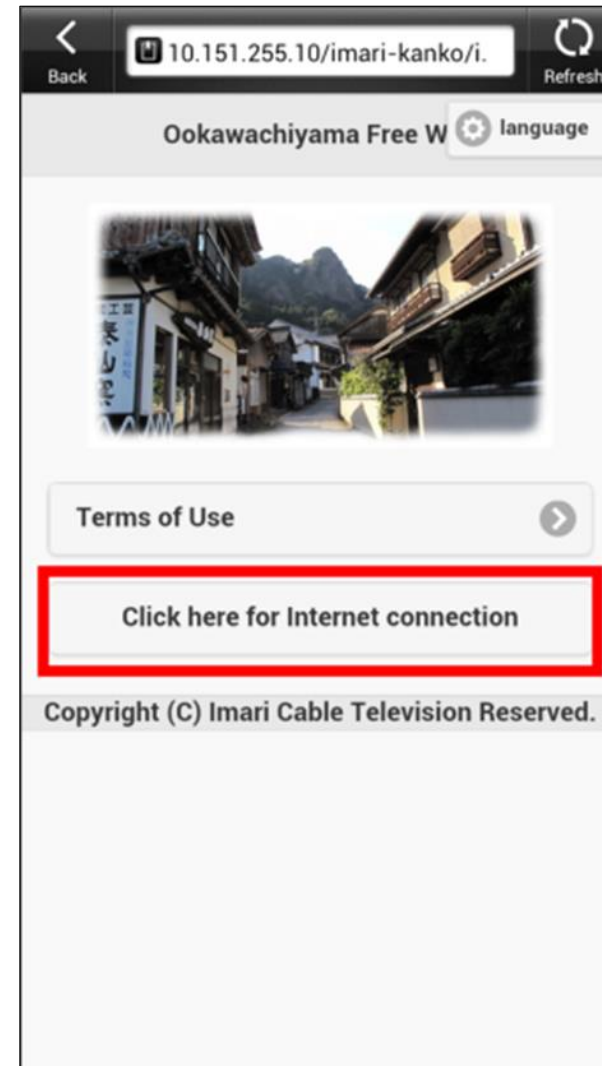 Back
10.151.255.10/imari-kanko/i.
Refresh
Ookawachiyama Free W
language
Terms of Use
Click here for Internet connection
Copyright (C) Imari Cable Television Reserved.